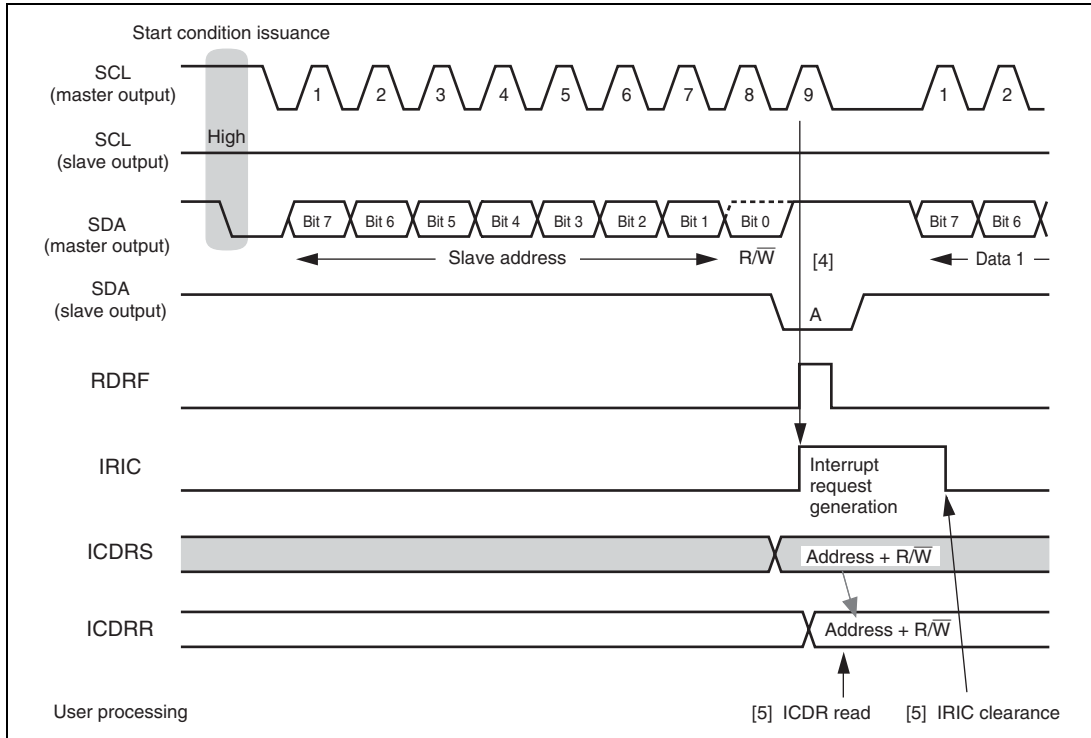 Start condition issuance
SCL
(master output)
1 2 3 4 5 6 7 8 9 1 2
SCL
(slave output)
High
SDA
(master output)
Bit 7 Bit 6 Bit 5 Bit 4 Bit 3 Bit 2 Bit 1 Bit 0 Bit 7 Bit 6
Slave address R/W̅ [4] Data 1
SDA
(slave output)
A
RDRF
IRIC
Interrupt
request
generation
ICDRS
Address + R/W̅
ICDRR
Address + R/W̅
User processing
[5] ICDR read
[5] IRIC clearance